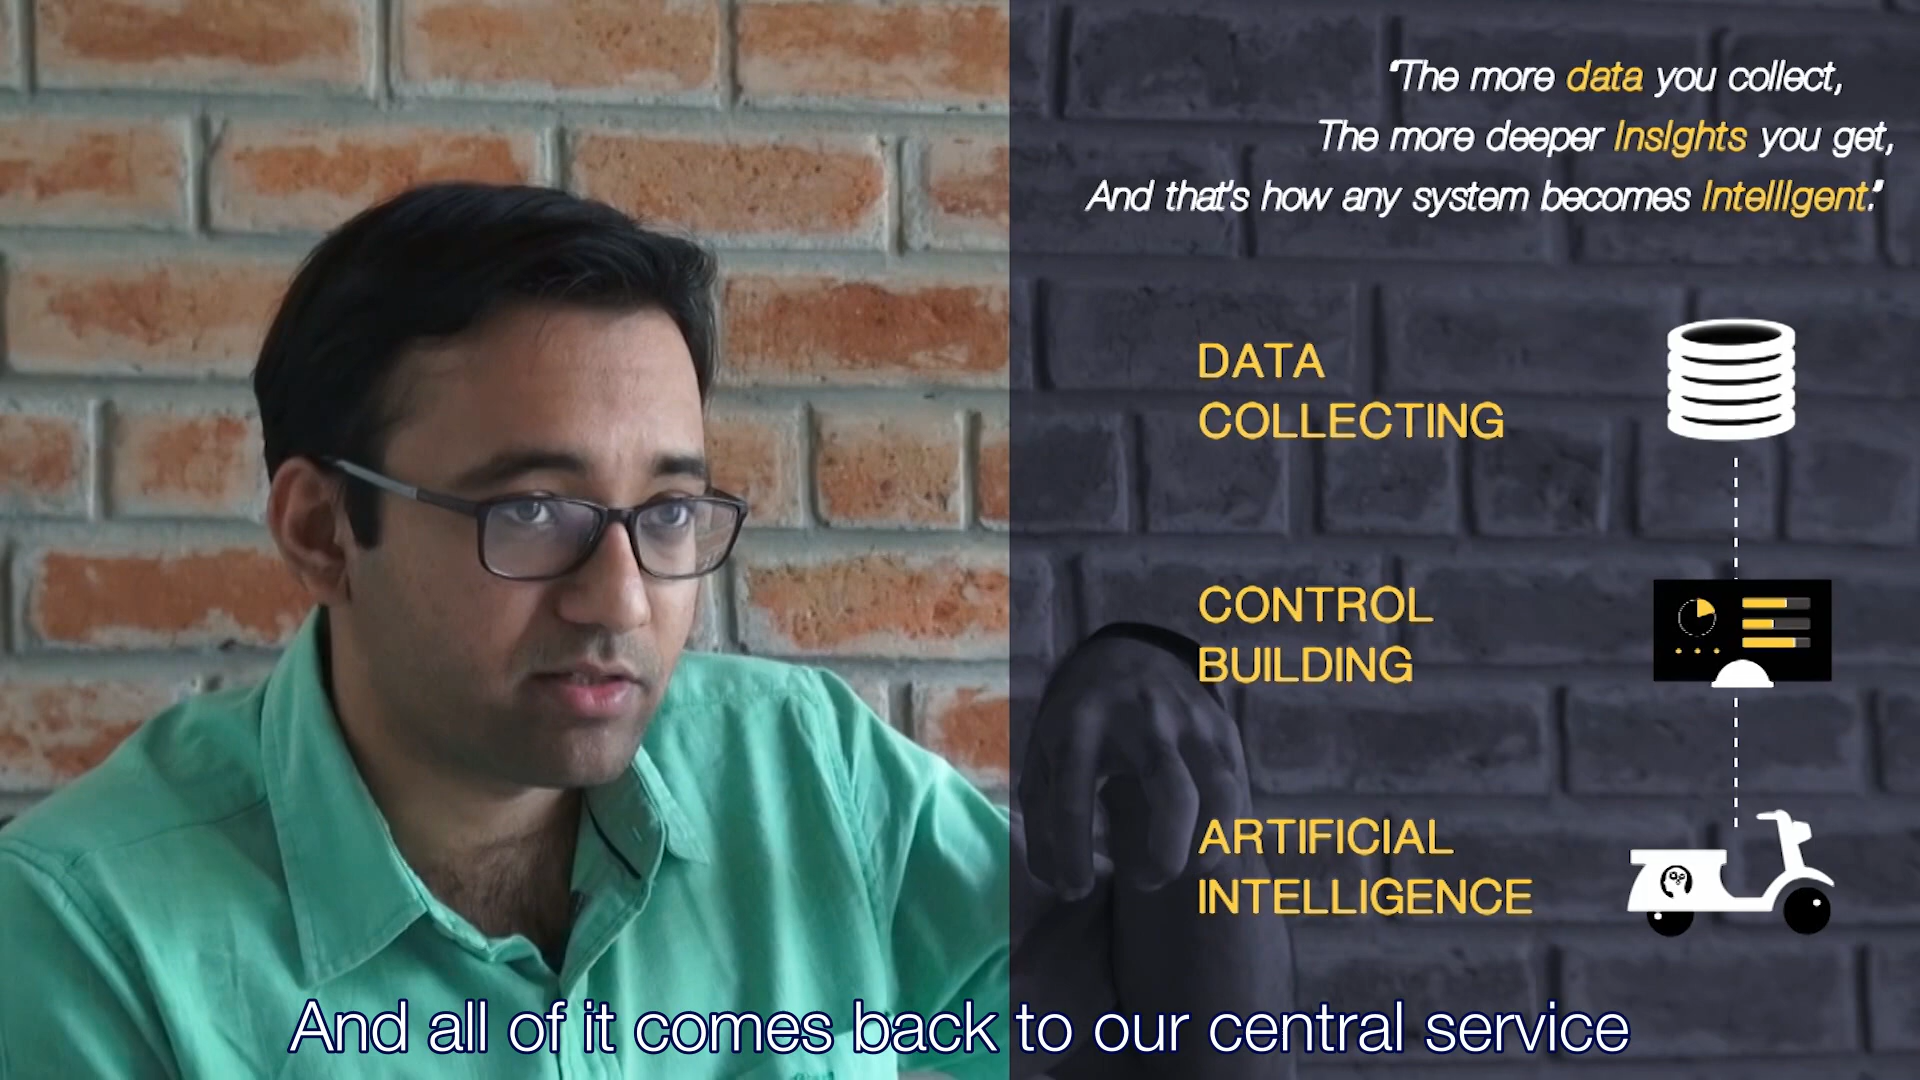 “The more data you collect,
The more deeper InsIghts you get,
And that's how any system becomes IntellIgent.”
DATA
COLLECTING
CONTROL
BUILDING
ARTIFICIAL
INTELLIGENCE
And all of it comes back to our central service